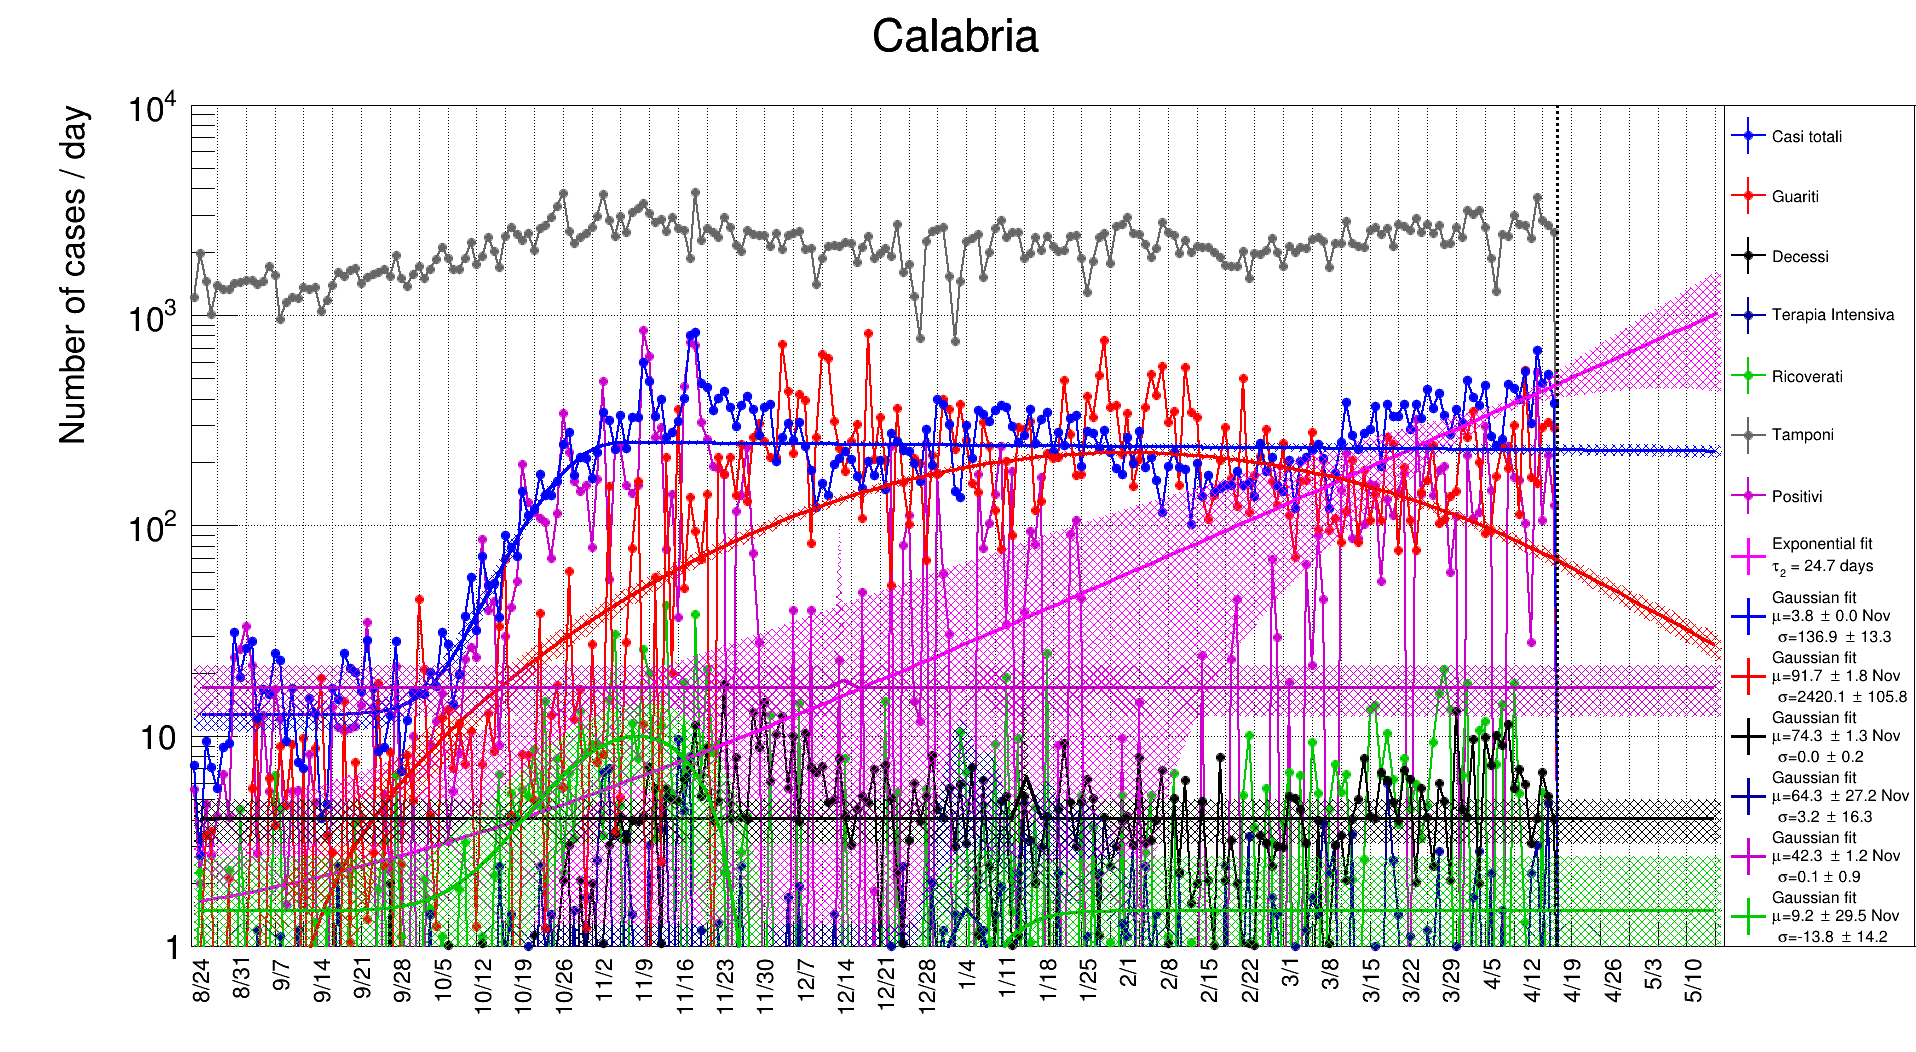 Calabria
Number of cases / day
10⁴
10³
10²
10
1
8/24
8/31
9/7
9/14
9/21
9/28
10/5
10/12
10/19
10/26
11/2
11/9
11/16
11/23
11/30
12/7
12/14
12/21
12/28
1/4
1/11
1/18
1/25
2/1
2/8
2/15
2/22
3/1
3/8
3/15
3/22
3/29
4/5
4/12
4/19
4/26
5/3
5/10
Casi totali
Guariti
Decessi
Terapia Intensiva
Ricoverati
Tamponi
Positivi
Exponential fit
τ₂ = 24.7 days
Gaussian fit
μ=3.8 ± 0.0 Nov
σ=136.9 ± 13.3
Gaussian fit
μ=91.7 ± 1.8 Nov
σ=2420.1 ± 105.8
Gaussian fit
μ=74.3 ± 1.3 Nov
σ=0.0 ± 0.2
Gaussian fit
μ=64.3 ± 27.2 Nov
σ=3.2 ± 16.3
Gaussian fit
μ=42.3 ± 1.2 Nov
σ=0.1 ± 0.9
Gaussian fit
μ=9.2 ± 29.5 Nov
σ=-13.8 ± 14.2